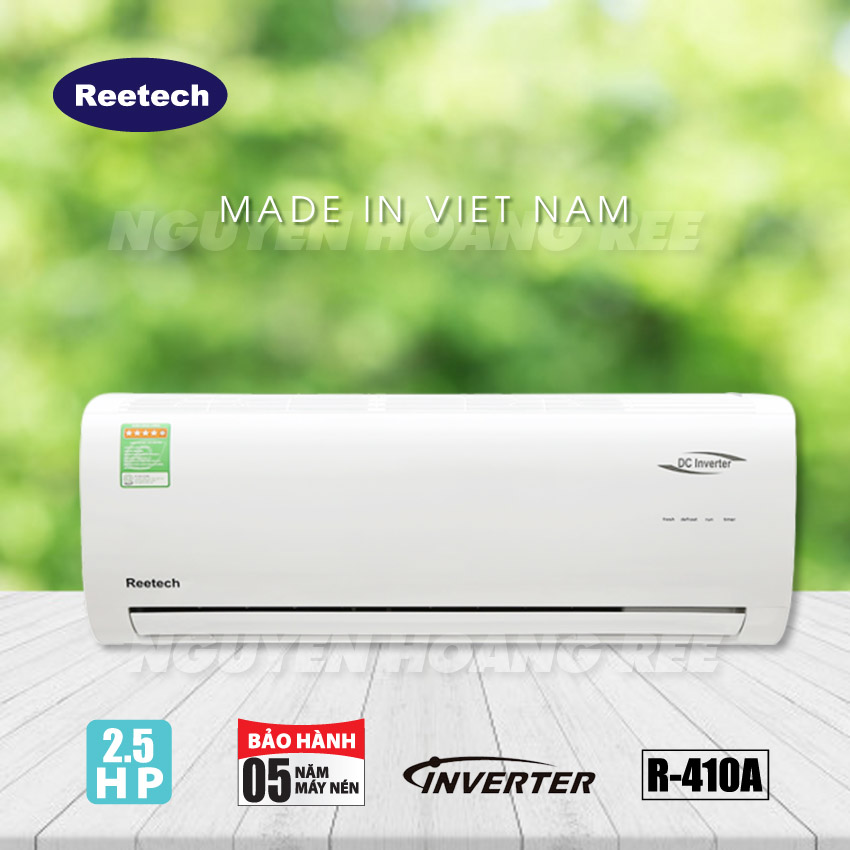 Reetech
MADE IN VIET NAM
NGUYEN HOANG REE
DC Inverter
Reetech
NGUYEN HOANG REE
2.5
HP
BẢO HÀNH
05 NĂM
MÁY NÉN
INVERTER
R-410A